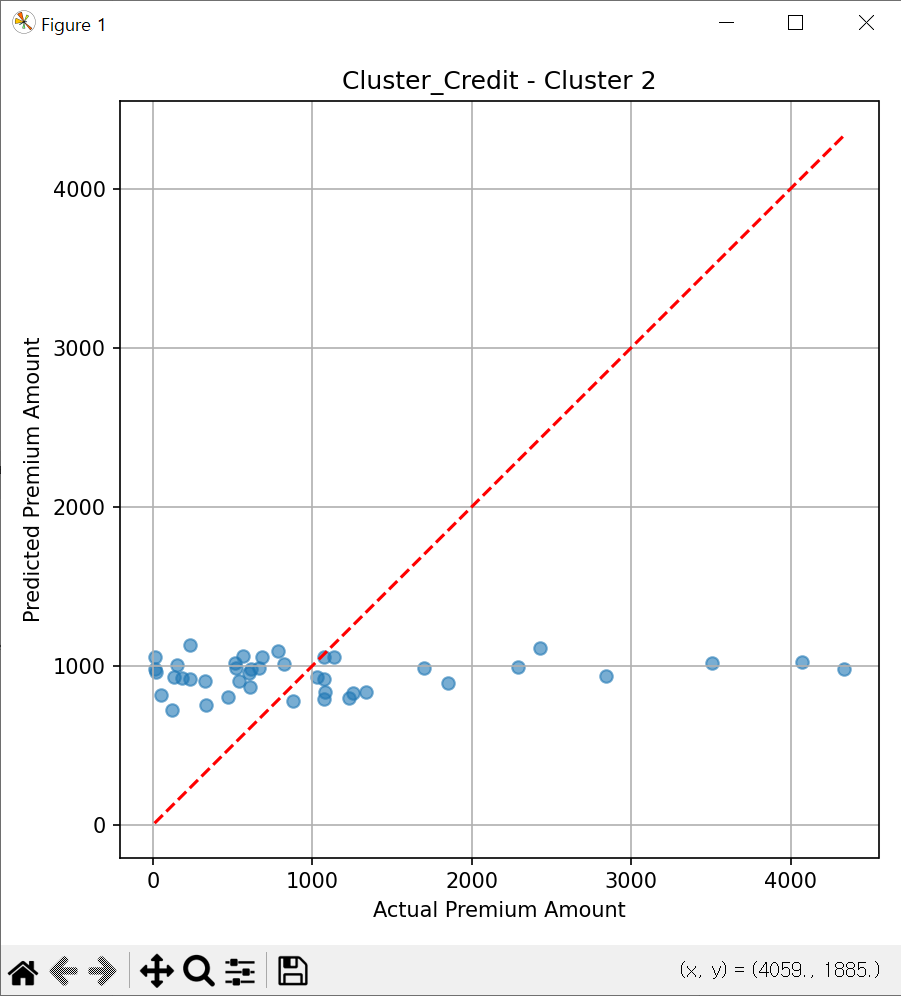 Figure 1
Cluster_Credit - Cluster 2
Predicted Premium Amount
4000
3000
2000
1000
0
0 1000 2000 3000 4000
Actual Premium Amount
(x, y) = (4059., 1885.)